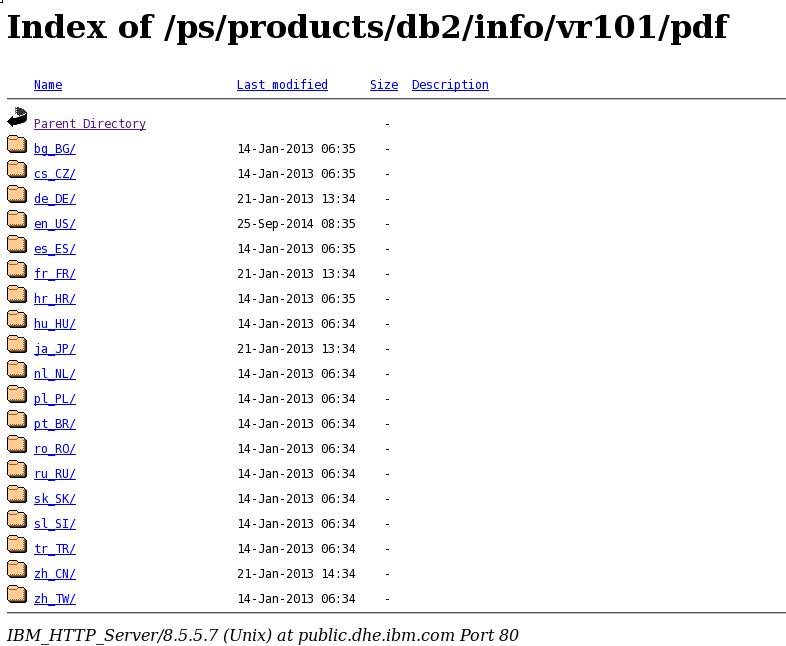 Index of /ps/products/db2/info/vr101/pdf
Name Last modified Size Description
Parent Directory -
bg_BG/ 14-Jan-2013 06:35 -
cs_CZ/ 14-Jan-2013 06:35 -
de_DE/ 21-Jan-2013 13:34 -
en_US/ 25-Sep-2014 08:35 -
es_ES/ 14-Jan-2013 06:35 -
fr_FR/ 21-Jan-2013 13:34 -
hr_HR/ 14-Jan-2013 06:35 -
hu_HU/ 14-Jan-2013 06:34 -
ja_JP/ 21-Jan-2013 13:34 -
nl_NL/ 14-Jan-2013 06:34 -
pl_PL/ 14-Jan-2013 06:34 -
pt_BR/ 14-Jan-2013 06:34 -
ro_RO/ 14-Jan-2013 06:34 -
ru_RU/ 14-Jan-2013 06:34 -
sk_SK/ 14-Jan-2013 06:34 -
sl_SI/ 14-Jan-2013 06:34 -
tr_TR/ 14-Jan-2013 06:34 -
zh_CN/ 21-Jan-2013 14:34 -
zh_TW/ 14-Jan-2013 06:34 -
IBM_HTTP_Server/8.5.5.7 (Unix) at public.dhe.ibm.com Port 80